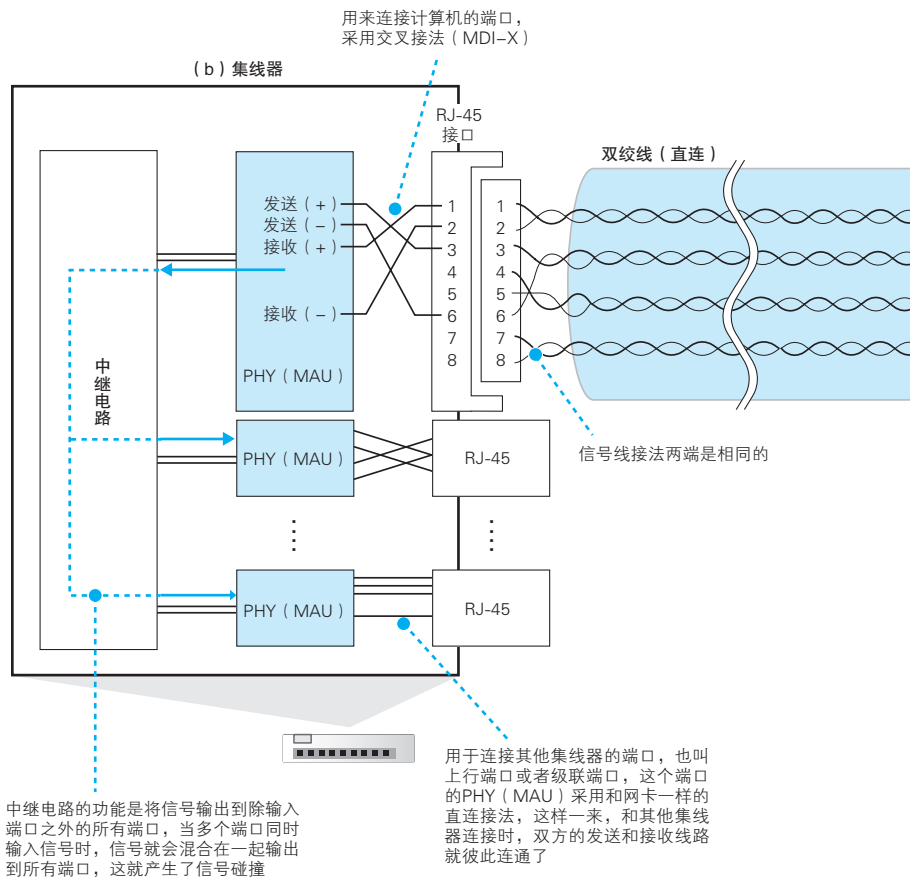 用来连接计算机的端口，
采用交叉接法（MDI-X）
（b）集线器
RJ-45
接口
双绞线（直连）
发送（+）
发送（-）
接收（+）
接收（-）
PHY（MAU）
1
2
3
4
5
6
7
8
1
2
3
4
5
6
7
8
中继电路
信号线接法两端是相同的
PHY（MAU）
RJ-45
PHY（MAU）
RJ-45
用于连接其他集线器的端口，也叫
上行端口或者级联端口，这个端口
的PHY（MAU）采用和网卡一样的
直连接法，这样一来，和其他集线
器连接时，双方的发送和接收线路
就彼此连通了
中继电路的功能是将信号输出到除输入
端口之外的所有端口，当多个端口同时
输入信号时，信号就会混合在一起输出
到所有端口，这就产生了信号碰撞